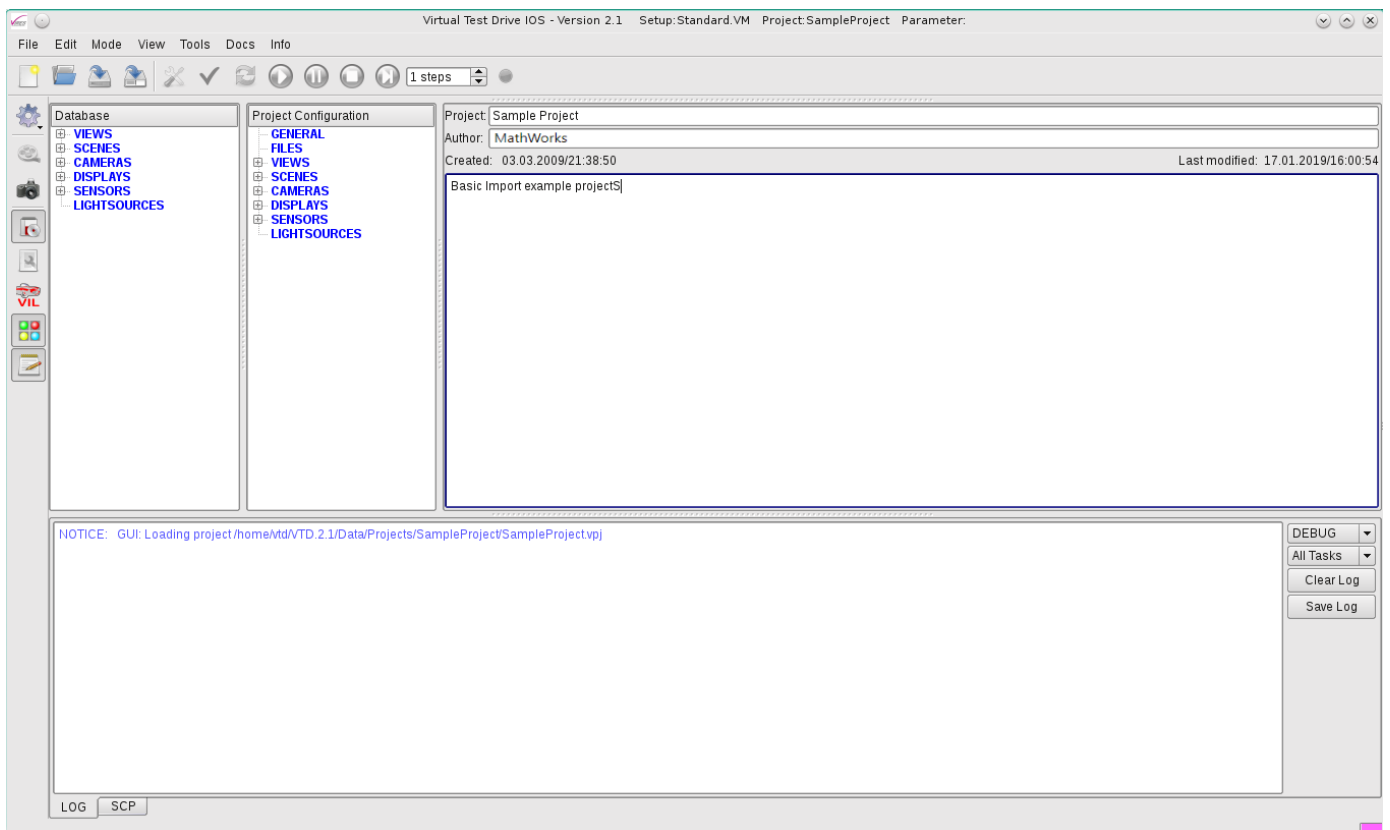 Virtual Test Drive IOS - Version 2.1 Setup:Standard.VM Project:SampleProject Parameter:
File Edit Mode View Tools Docs Info
1 steps
Database
VIEWS
SCENES
CAMERAS
DISPLAYS
SENSORS
LIGHTSOURCES
Project Configuration
GENERAL
FILES
VIEWS
SCENES
CAMERAS
DISPLAYS
SENSORS
LIGHTSOURCES
Project: Sample Project
Author: MathWorks
Created: 03.03.2009/21:38:50 Last modified: 17.01.2019/16:00:54
Basic Import example projectS
VIL
NOTICE: GUI: Loading project /home/vtd/VTD.2.1/Data/Projects/SampleProject/SampleProject.vpj
DEBUG
All Tasks
Clear Log
Save Log
LOG SCP